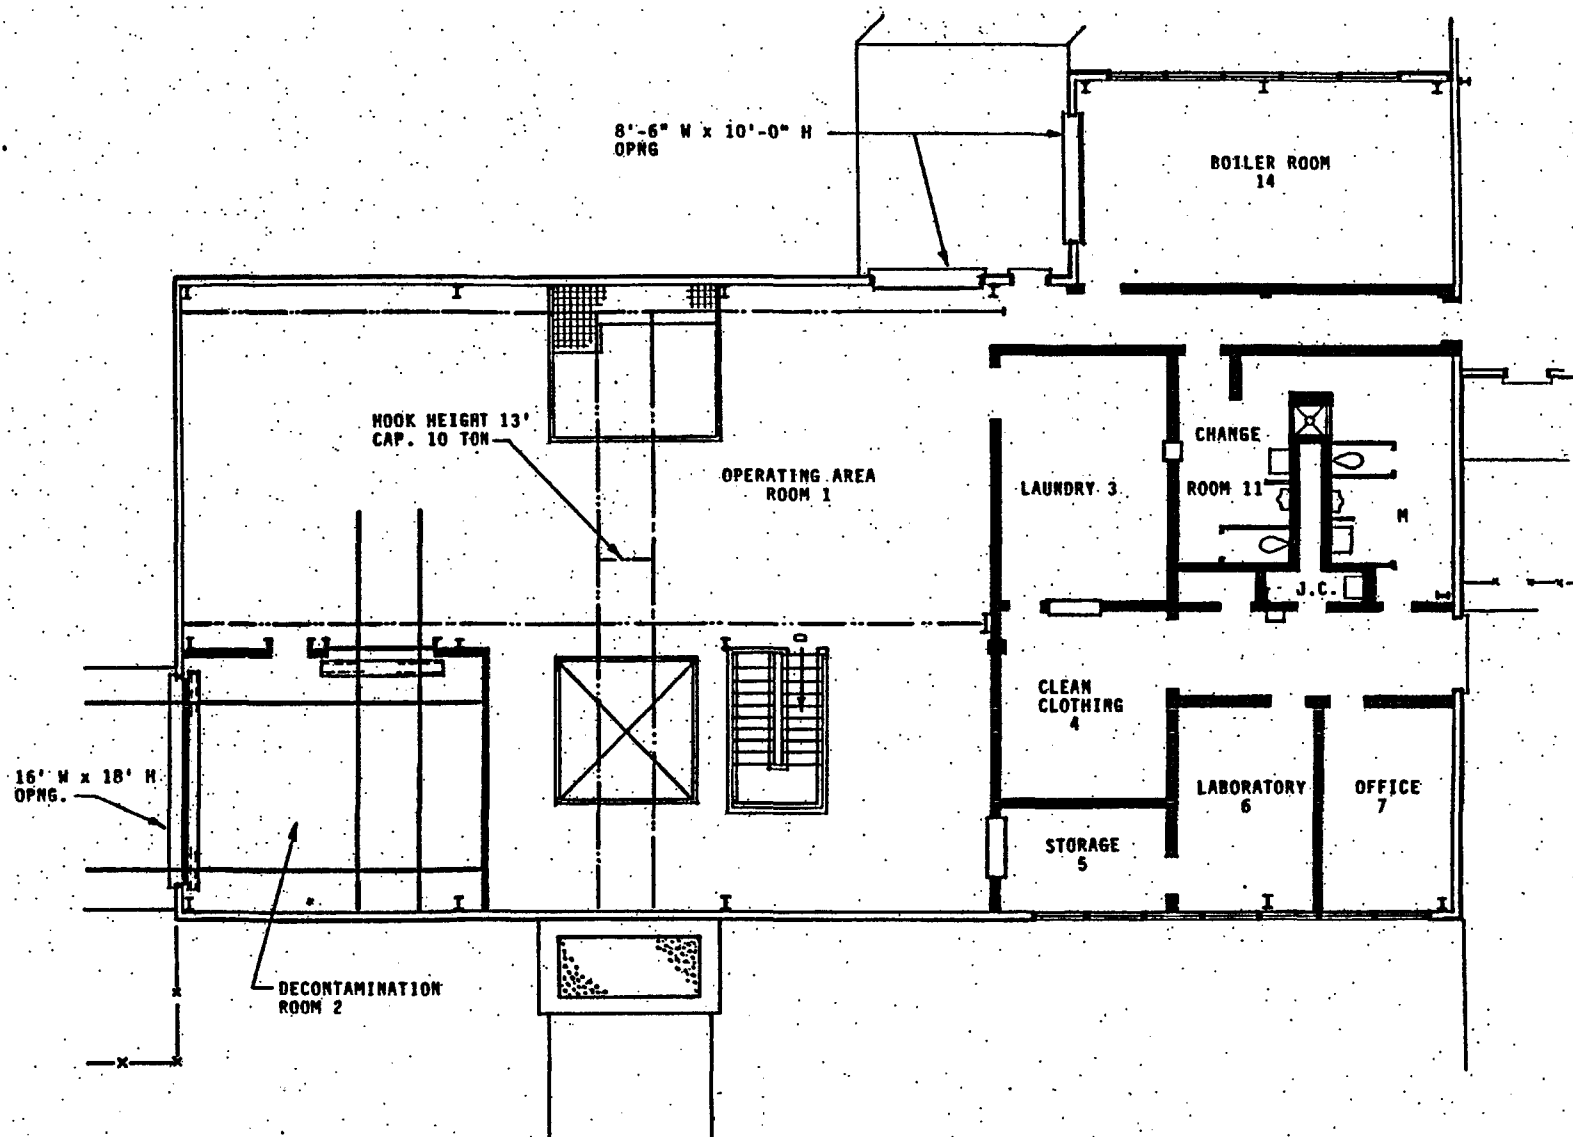 8'-6" W x 10'-0" H
OPNG
BOILER ROOM
14
HOOK HEIGHT 13'
CAP. 10 TON
OPERATING AREA
ROOM 1
CHANGE
ROOM 11
LAUNDRY 3
M
J.C.
D
CLEAN
CLOTHING
4
16' W x 18' H
OPNG.
LABORATORY
6
OFFICE
7
STORAGE
5
DECONTAMINATION
ROOM 2